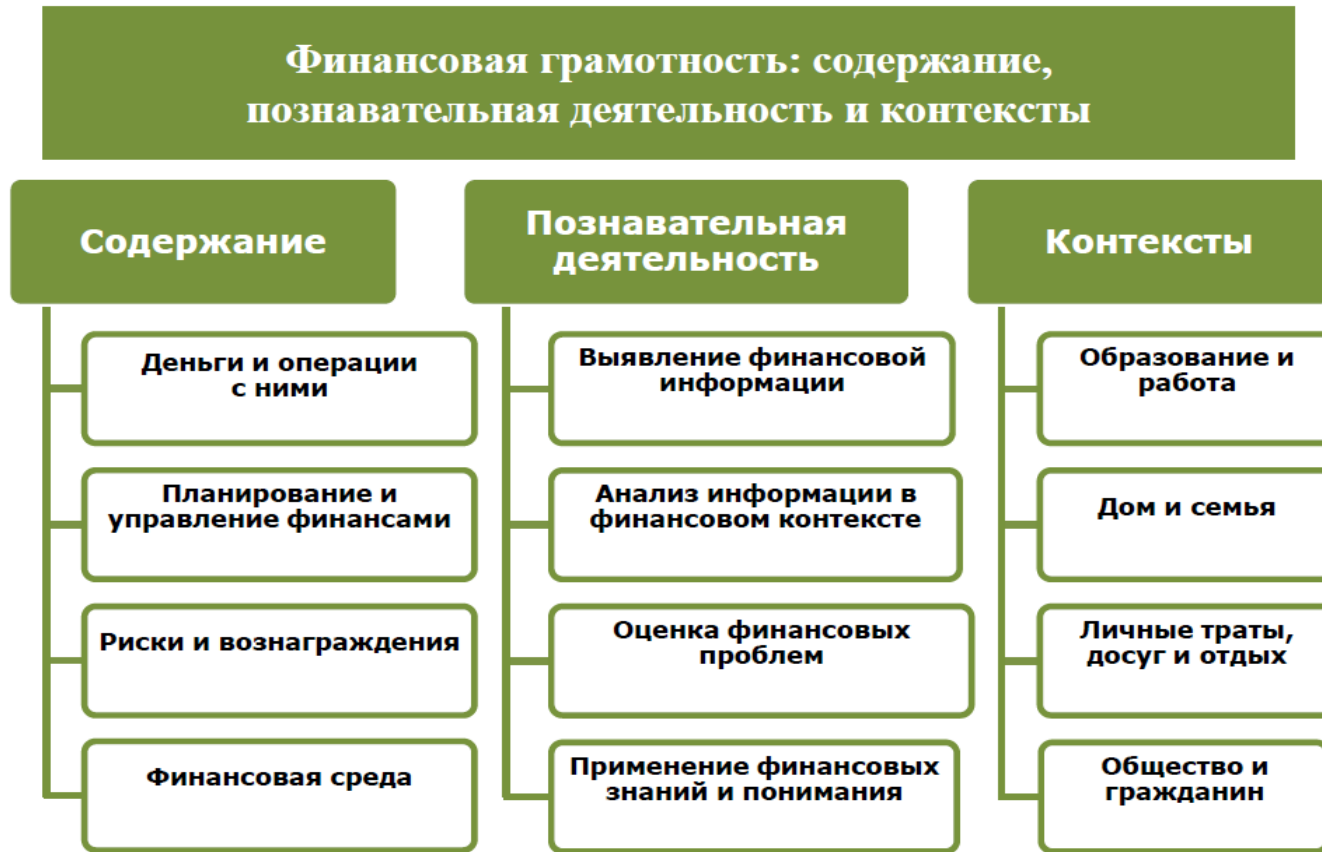 Финансовая грамотность: содержание,
познавательная деятельность и контексты
Содержание
Деньги и операции
с ними
Планирование и
управление финансами
Риски и вознаграждения
Финансовая среда
Познавательная
деятельность
Выявление финансовой
информации
Анализ информации в
финансовом контексте
Оценка финансовых
проблем
Применение финансовых
знаний и понимания
Контексты
Образование и
работа
Дом и семья
Личные траты,
досуг и отдых
Общество и
гражданин